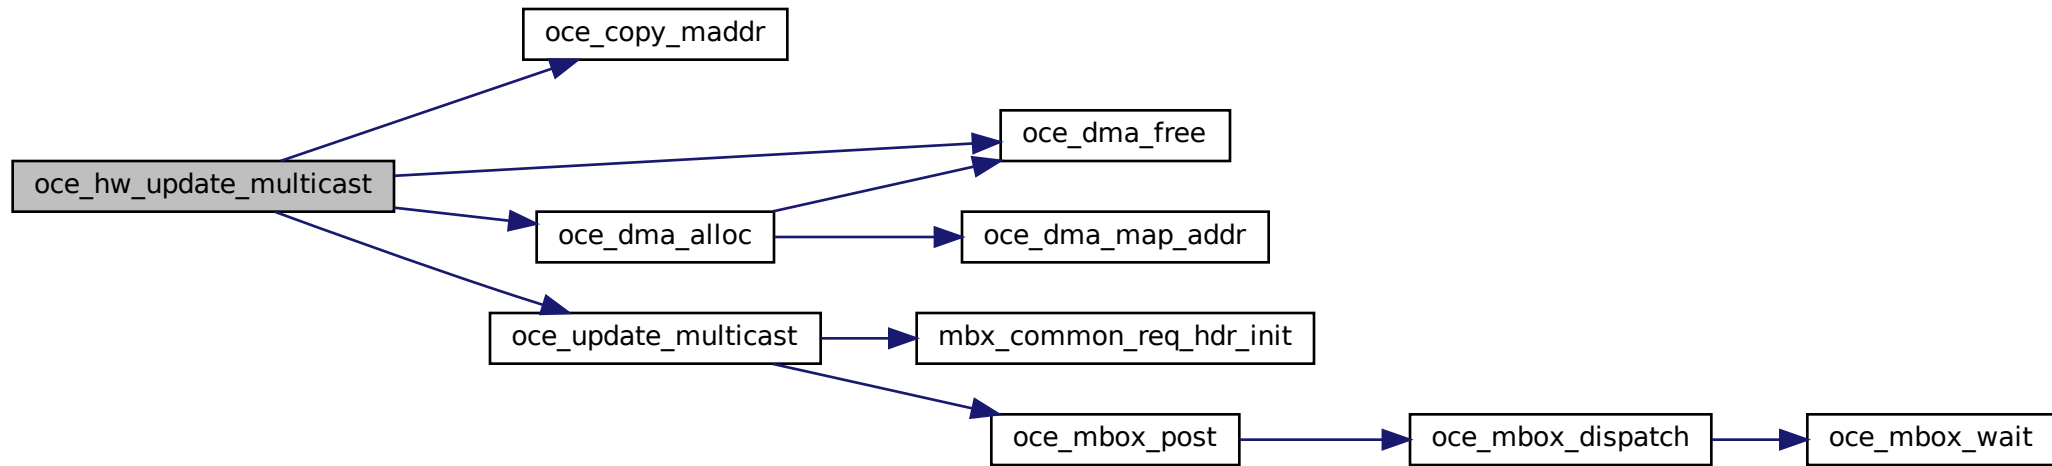 oce_copy_maddr
oce_dma_free
oce_hw_update_multicast
oce_dma_alloc
oce_dma_map_addr
oce_update_multicast
mbx_common_req_hdr_init
oce_mbox_post
oce_mbox_dispatch
oce_mbox_wait